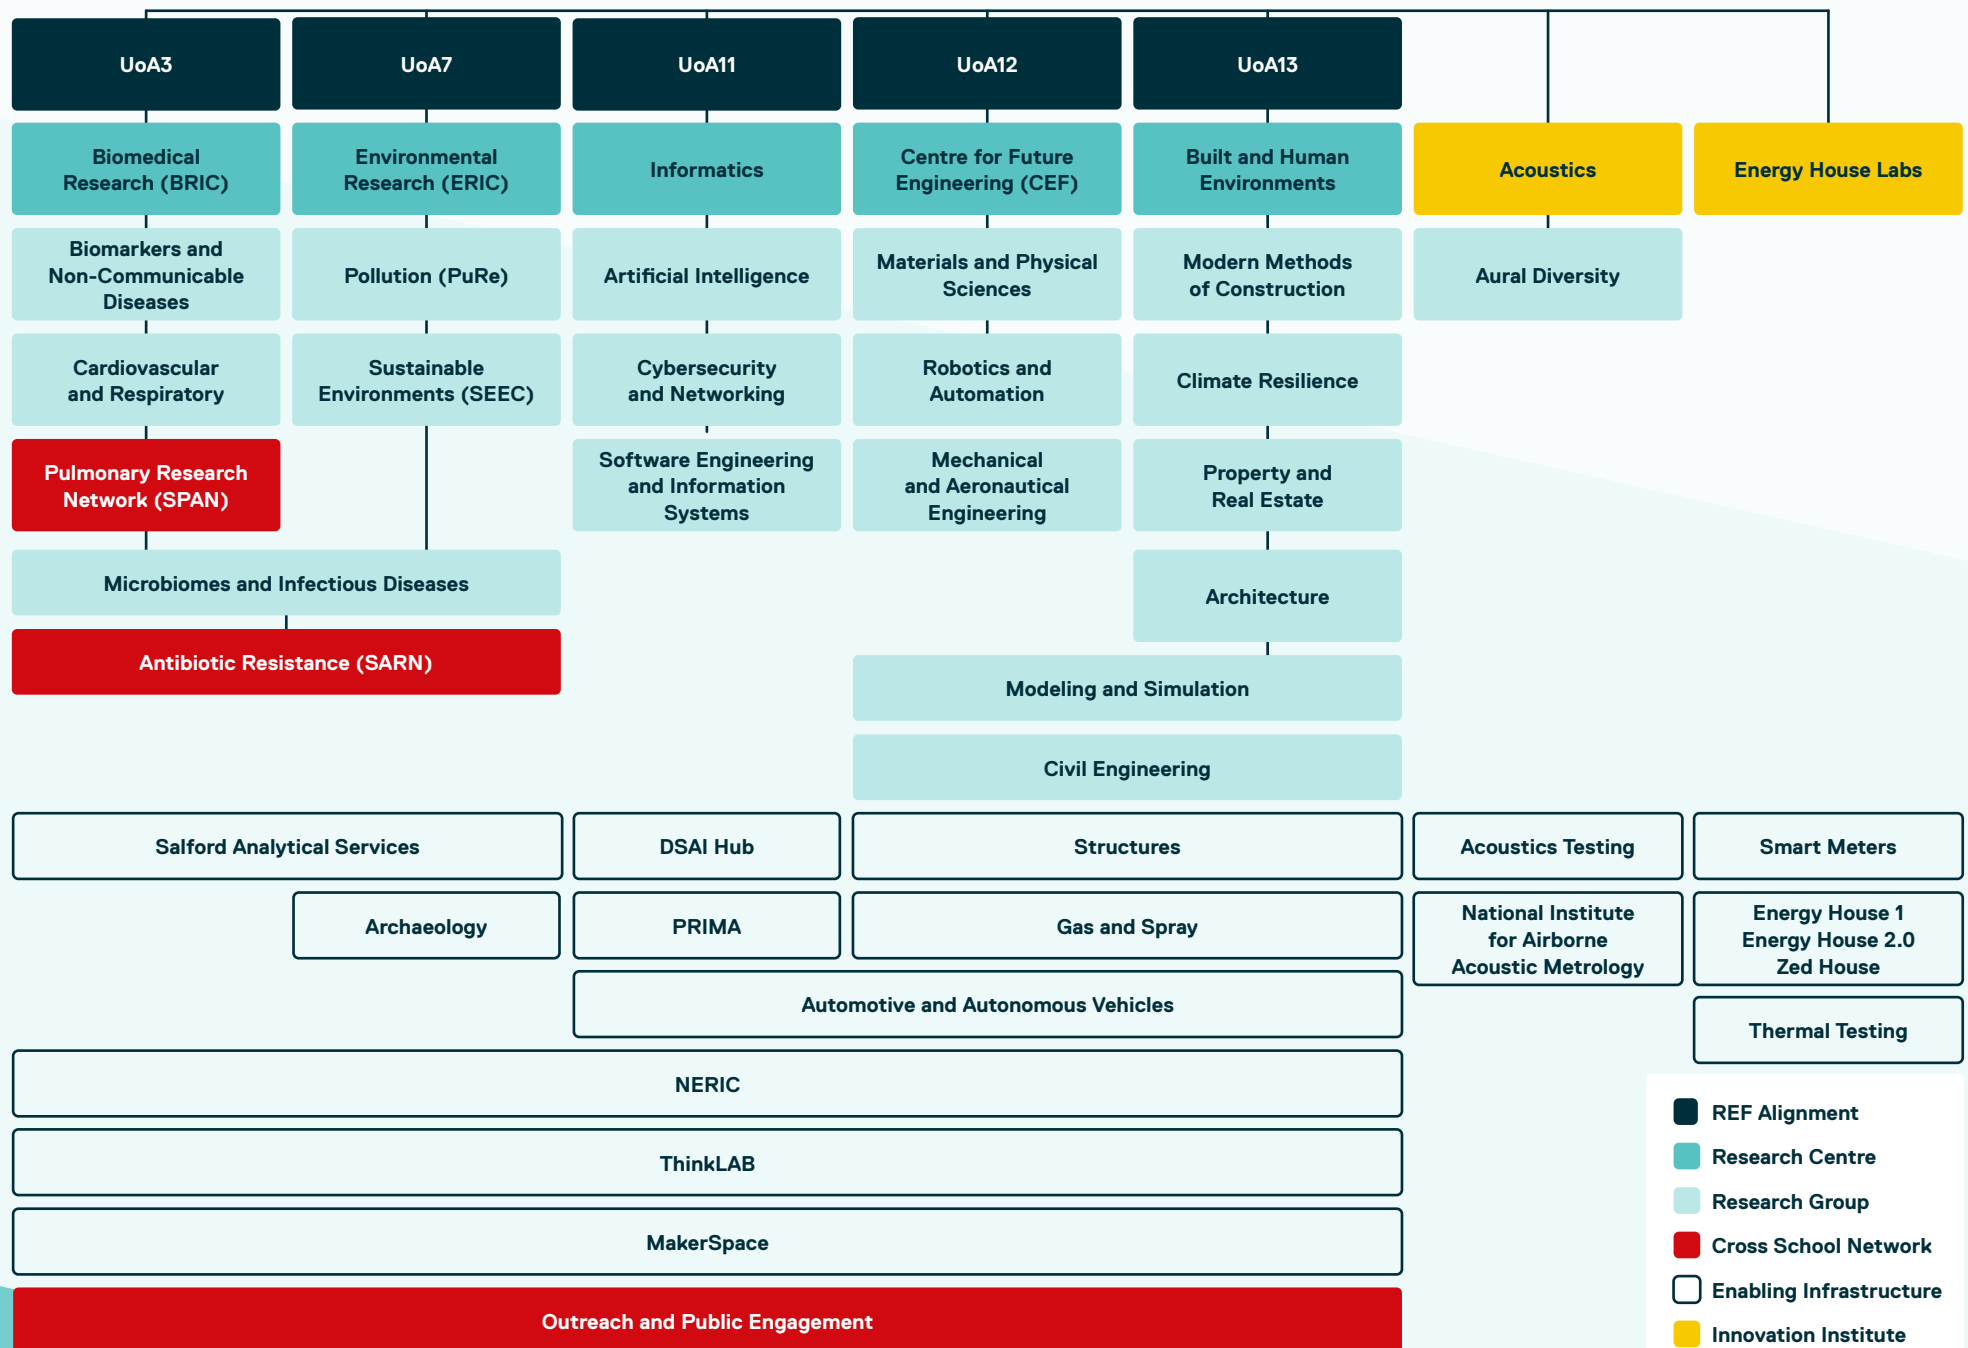 UoA3
UoA7
UoA11
UoA12
UoA13
Biomedical
Research (BRIC)
Environmental
Research (ERIC)
Informatics
Centre for Future
Engineering (CEF)
Built and Human
Environments
Acoustics
Energy House Labs
Biomarkers and
Non-Communicable
Diseases
Pollution (PuRe)
Artificial Intelligence
Materials and Physical
Sciences
Modern Methods
of Construction
Aural Diversity
Cardiovascular
and Respiratory
Sustainable
Environments (SEEC)
Cybersecurity
and Networking
Robotics and
Automation
Climate Resilience
Pulmonary Research
Network (SPAN)
Software Engineering
and Information
Systems
Mechanical
and Aeronautical
Engineering
Property and
Real Estate
Microbiomes and Infectious Diseases
Architecture
Antibiotic Resistance (SARN)
Modeling and Simulation
Civil Engineering
Salford Analytical Services
DSAI Hub
Structures
Acoustics Testing
Smart Meters
Archaeology
PRIMA
Gas and Spray
National Institute
for Airborne
Acoustic Metrology
Energy House 1
Energy House 2.0
Zed House
Automotive and Autonomous Vehicles
Thermal Testing
NERIC
ThinkLAB
MakerSpace
Outreach and Public Engagement
REF Alignment
Research Centre
Research Group
Cross School Network
Enabling Infrastructure
Innovation Institute